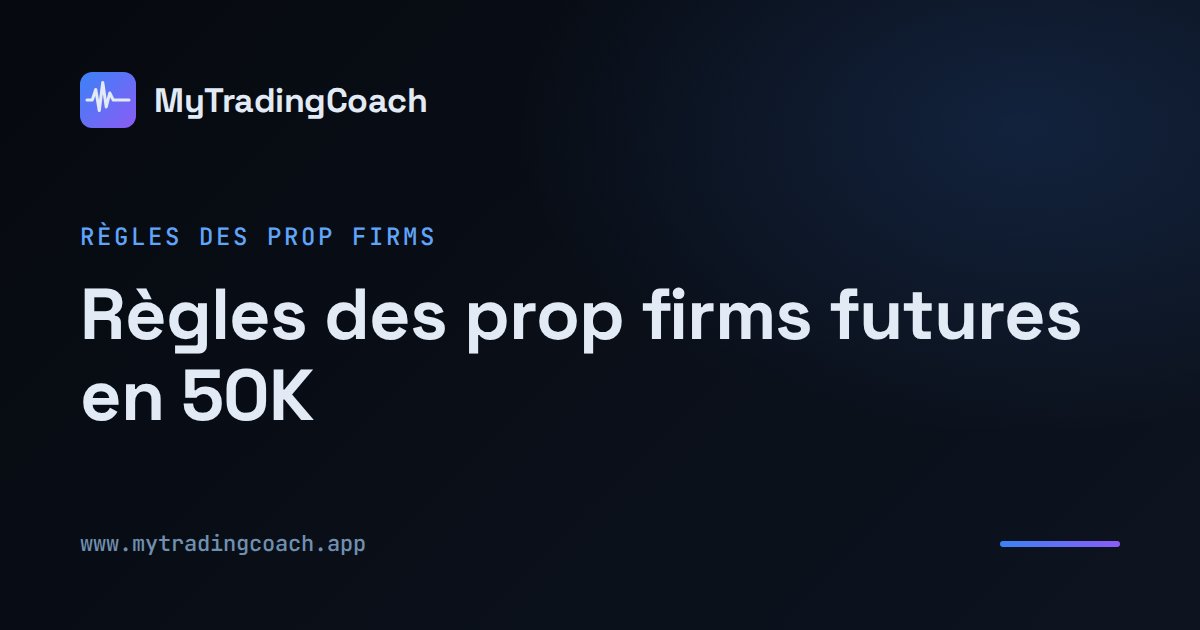 MyTradingCoach
RÈGLES DES PROP FIRMS
Règles des prop firms futures
en 50K
www.mytradingcoach.app